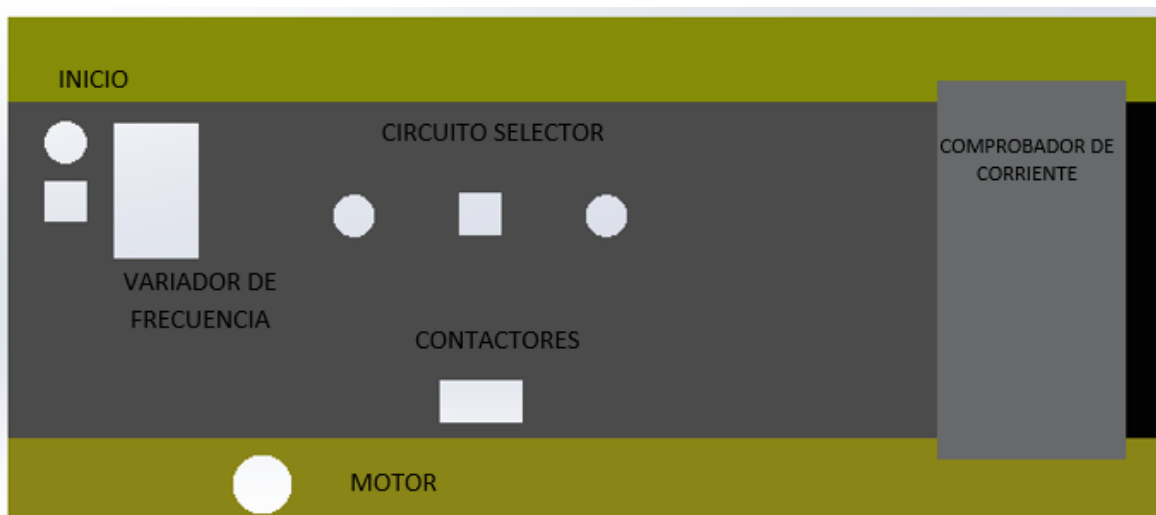 INICIO
CIRCUITO SELECTOR
COMPROBADOR DE
CORRIENTE
VARIADOR DE
FRECUENCIA
CONTACTORES
MOTOR